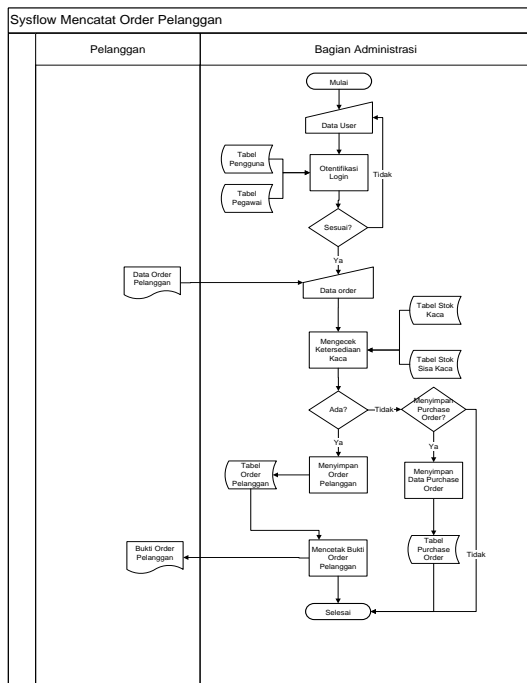 Sysflow Mencatat Order Pelanggan
Pelanggan
Bagian Administrasi
Mulai
Data User
Tabel
Pengguna
Otentifikasi
Login
Tidak
Tabel
Pegawai
Sesuai?
Ya
Data Order
Pelanggan
Data order
Tabel Stok
Kaca
Mengecek
Ketersediaan
Kaca
Tabel Stok
Sisa Kaca
Ada?
Tidak
Menyimpan
Purchase
Order?
Ya
Ya
Tabel
Order
Pelanggan
Menyimpan
Order
Pelanggan
Menyimpan
Data Purchase
Order
Bukti Order
Pelanggan
Mencetak Bukti
Order
Pelanggan
Tabel
Purchase
Order
Tidak
Selesai